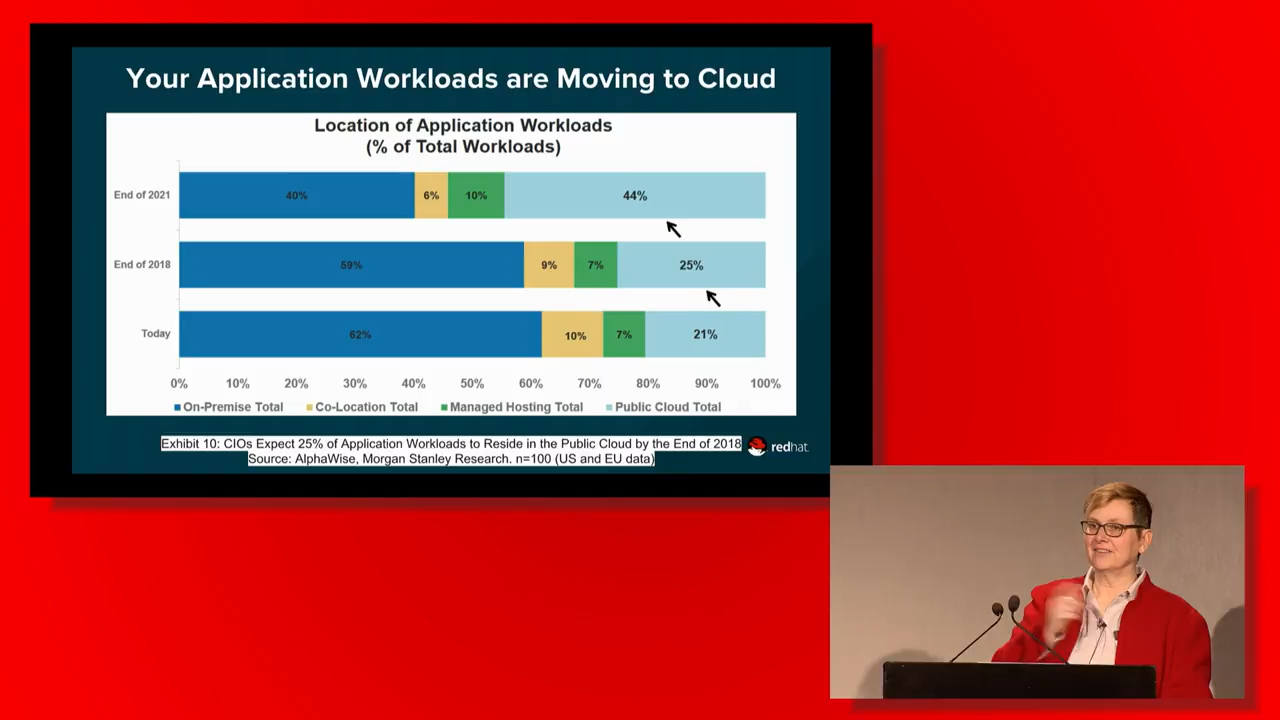 Your Application Workloads are Moving to Cloud
Location of Application Workloads
(% of Total Workloads)
End of 2021
40%
6%
10%
44%
End of 2018
59%
9%
7%
25%
Today
62%
10%
7%
21%
0% 10% 20% 30% 40% 50% 60% 70% 80% 90% 100%
On-Premise Total Co-Location Total Managed Hosting Total Public Cloud Total
Exhibit 10: CIOs Expect 25% of Application Workloads to Reside in the Public Cloud by the End of 2018
Source: AlphaWise, Morgan Stanley Research. n=100 (US and EU data)
redhat.